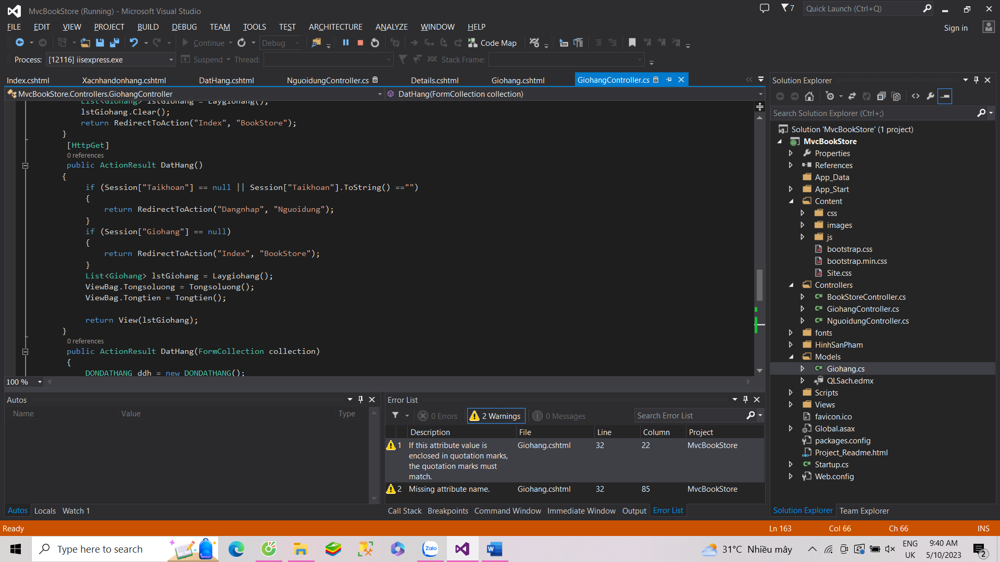 MvcBookStore (Running) - Microsoft Visual Studio
7
Quick Launch (Ctrl+Q)
FILE EDIT VIEW PROJECT BUILD DEBUG TEAM TOOLS TEST ARCHITECTURE ANALYZE WINDOW HELP
Sign in
Continue Debug Code Map
Process: [12116] iisexpress.exe Suspend Thread: Stack Frame:
Index.cshtml Xacnhandonhang.cshtml DatHang.cshtml NguoidungController.cs Details.cshtml Giohang.cshtml GiohangController.cs
MvcBookStore.Controllers.GiohangController DatHang(FormCollection collection)
List<Giohang> lstGiohang = Laygiohang();
lstGiohang.Clear();
return RedirectToAction("Index", "BookStore");
}
[HttpGet]
0 references
public ActionResult DatHang()
{
if (Session["Taikhoan"] == null || Session["Taikhoan"].ToString() =="")
{
return RedirectToAction("Dangnhap", "Nguoidung");
}
if (Session["Giohang"] == null)
{
return RedirectToAction("Index", "BookStore");
}
List<Giohang> lstGiohang = Laygiohang();
ViewBag.Tongsoluong = Tongsoluong();
ViewBag.Tongtien = Tongtien();
return View(lstGiohang);
}
0 references
public ActionResult DatHang(FormCollection collection)
{
DONDATHANG ddh = new DONDATHANG();
100 %
Solution Explorer
Search Solution Explorer (Ctrl+;)
Solution 'MvcBookStore' (1 project)
MvcBookStore
Properties
References
App_Data
App_Start
Content
css
images
js
bootstrap.css
bootstrap.min.css
Site.css
Controllers
BookStoreController.cs
GiohangController.cs
NguoidungController.cs
fonts
HinhSanPham
Models
Giohang.cs
QLSach.edmx
Scripts
Views
favicon.ico
Global.asax
packages.config
Project_Readme.html
Startup.cs
Web.config
Solution Explorer Team Explorer
Autos
Name Value Type
Autos Locals Watch 1
Error List
0 Errors 2 Warnings 0 Messages Search Error List
Description File Line Column Project
1 If this attribute value is Giohang.cshtml 32 22 MvcBookStore
enclosed in quotation marks,
the quotation marks must
match.
2 Missing attribute name. Giohang.cshtml 32 85 MvcBookStore
Call Stack Breakpoints Command Window Immediate Window Output Error List
Ready Ln 163 Col 66 Ch 66 INS
Type here to search
Zalo
31°C Nhiều mây
ENG
UK
9:40 AM
5/10/2023
2